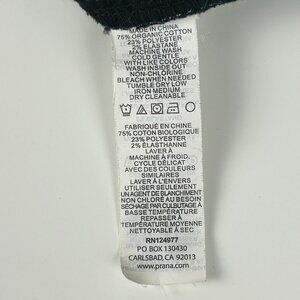 MADE IN CHINA
75% ORGANIC COTTON
23% POLYESTER
2% ELASTANE
MACHINE WASH
COLD GENTLE
WITH LIKE COLORS
WASH INSIDE OUT
NON-CHLORINE
BLEACH WHEN NEEDED
TUMBLE DRY LOW
IRON MEDIUM
DRY CLEANABLE
FABRIQUÉ EN CHINE
75% COTON BIOLOGIQUE
23% POLYESTER
2% ÉLASTHANNE
LAVER À
MACHINE À FROID.
CYCLE DÉLICAT
AVEC DES COULEURS
SIMILAIRES
LAVER À L'ENVERS
UTILISER SEULEMENT
UN AGENT DE BLANCHIMENT
NON CHLORÉ AU BESOIN
SÉCHAGE PAR CULBUTAGE À
BASSE TEMPÉRATURE
REPASSER À
TEMPÉRATURE MOYENNE
NETTOYABLE À SEC
RN124977
PO BOX 130430
CARLSBAD, CA 92013
www.prana.com